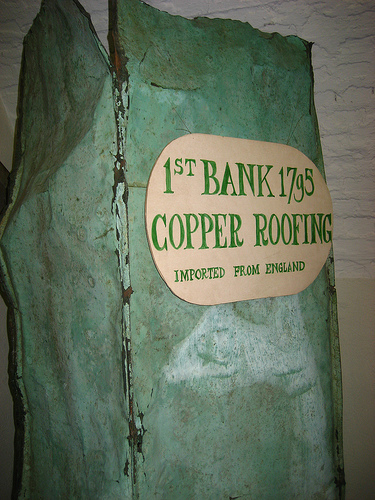 1ST BANK 1795
COPPER ROOFING
IMPORTED FROM ENGLAND